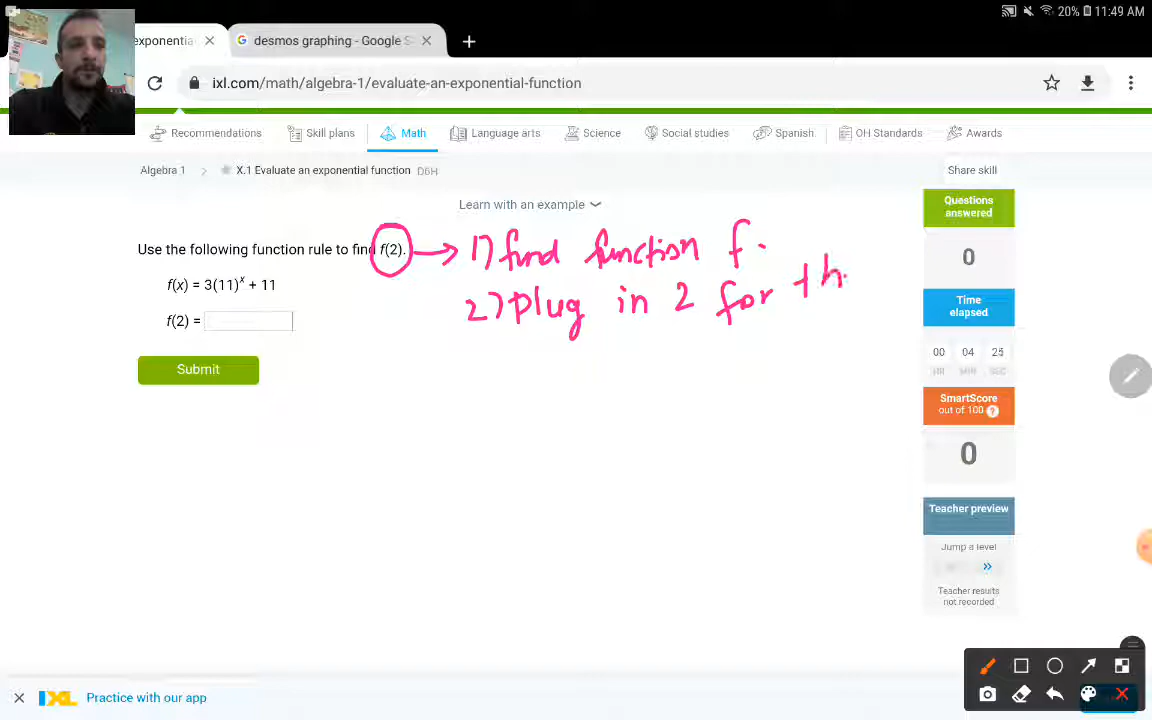 20% 11:49 AM
exponentia
desmos graphing - Google S
ixl.com/math/algebra-1/evaluate-an-exponential-function
Recommendations Skill plans Math Language arts Science Social studies Spanish OH Standards Awards
Algebra 1 > X.1 Evaluate an exponential function D6H
Share skill
Learn with an example
Questions answered
0
Use the following function rule to find f(2).
1) find function f.
f(x) = 3(11)^x + 11
2) plug in 2 for th
f(2) =
Submit
Time elapsed
00 04 25
HR MIN SEC
SmartScore
out of 100 ?
0
Teacher preview
Jump a level
»
Teacher results
not recorded
IXL Practice with our app